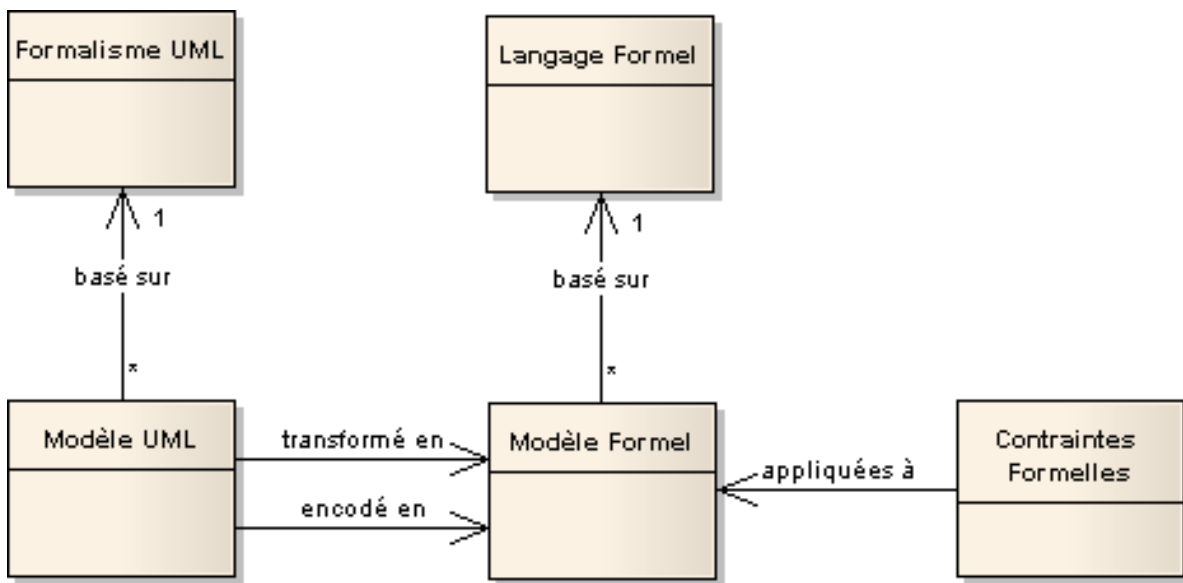 Formalisme UML
Langage Formel
1
1
basé sur
basé sur
*
*
Modèle UML
transformé en
Modèle Formel
Contraintes
Formelles
appliquées à
encodé en